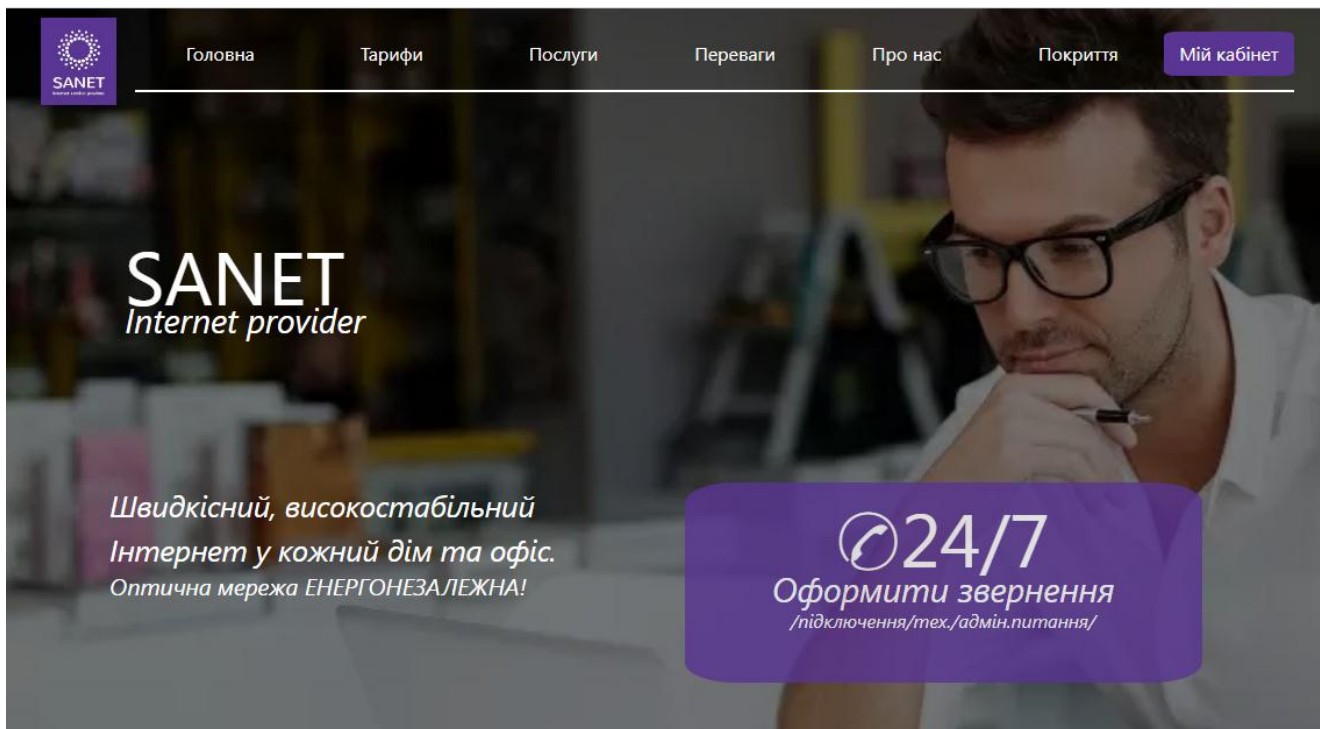 SANET
Головна
Тарифи
Послуги
Переваги
Про нас
Покриття
Мій кабінет
SANET
Internet provider
Швидкісний, високостабільний
Інтернет у кожний дім та офіс.
Оптична мережа ЕНЕРГОНЕЗАЛЕЖНА!
24/7
Оформити звернення
/підключення/тех./адмін.питання/